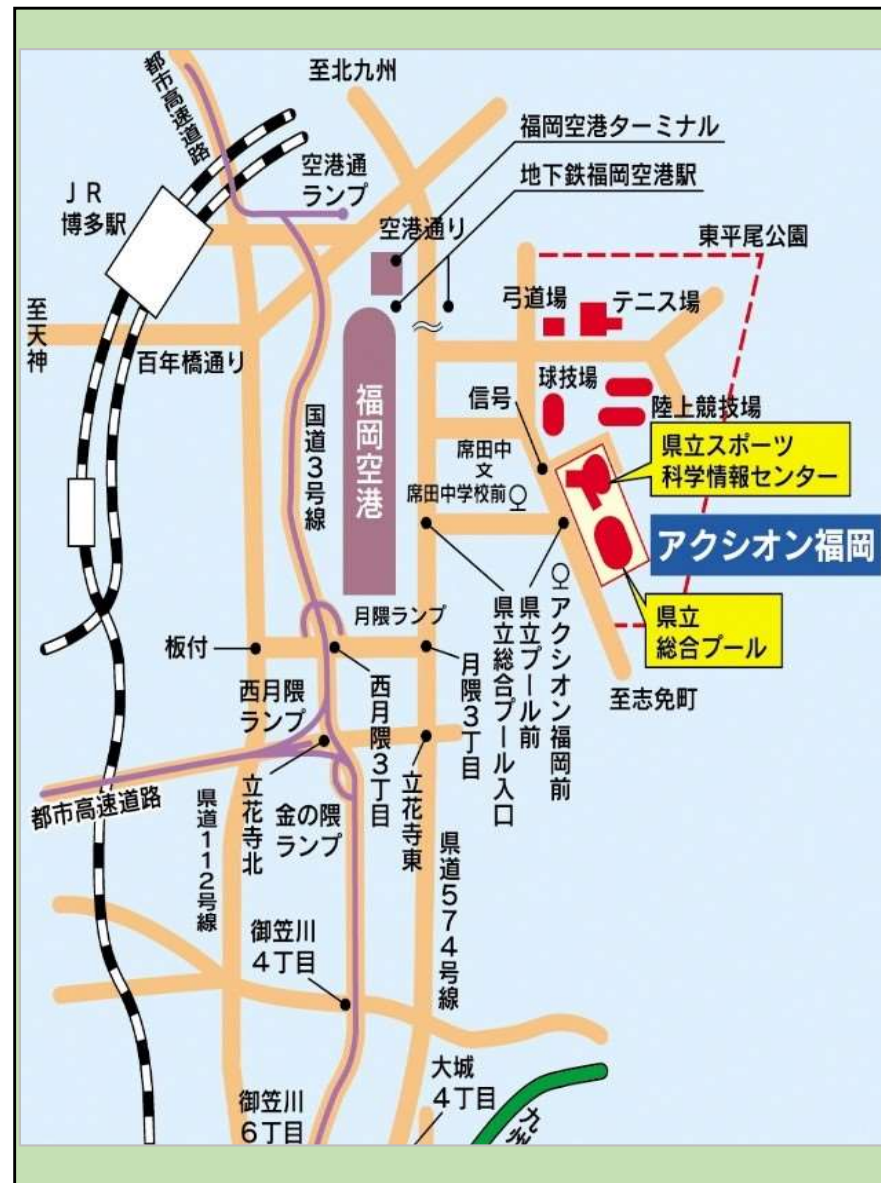 都市高速道路
至北九州
福岡空港ターミナル
地下鉄福岡空港駅
空港通
ランプ
ＪＲ
博多駅
空港通り
東平尾公園
弓道場
テニス場
至天神
百年橋通り
球技場
信号
陸上競技場
福岡空港
国道３号線
席田中
文
席田中学校前
県立スポーツ
科学情報センター
アクシオン福岡
県立
総合プール
月隈ランプ
板付
西月隈
ランプ
西月隈３丁目
月隈３丁目
県立総合プール入口
県立プール前
アクシオン福岡前
至志免町
都市高速道路
県道１１２号線
立花寺北
金の隈
ランプ
立花寺東
県道５７４号線
御笠川
４丁目
大城
４丁目
御笠川
６丁目
九州